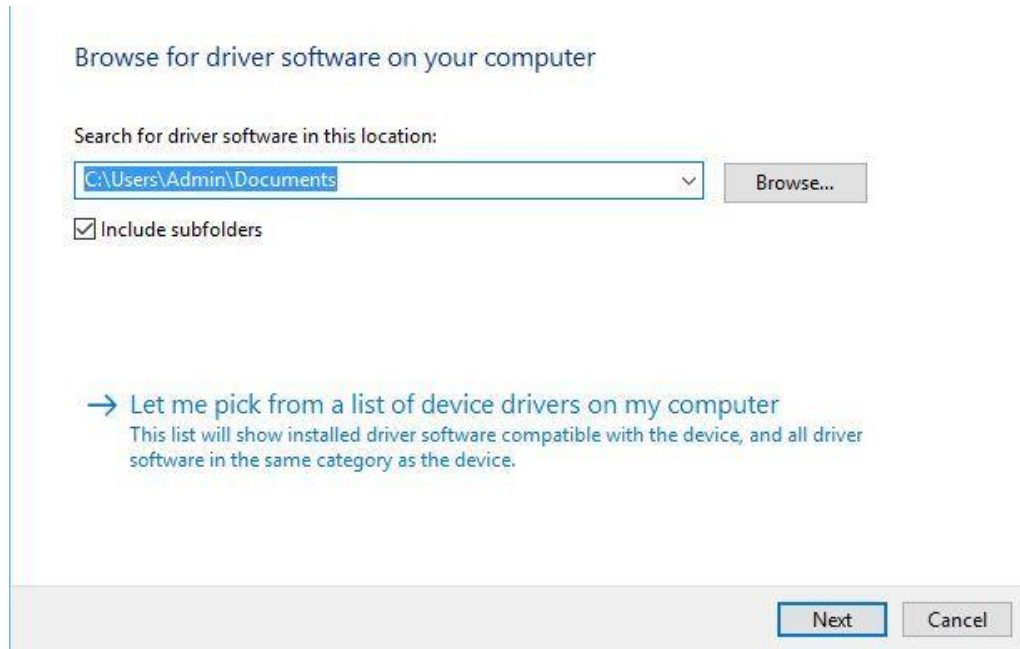 Browse for driver software on your computer
Search for driver software in this location:
C:\Users\Admin\Documents
Browse...
Include subfolders
Let me pick from a list of device drivers on my computer
This list will show installed driver software compatible with the device, and all driver
software in the same category as the device.
Next
Cancel